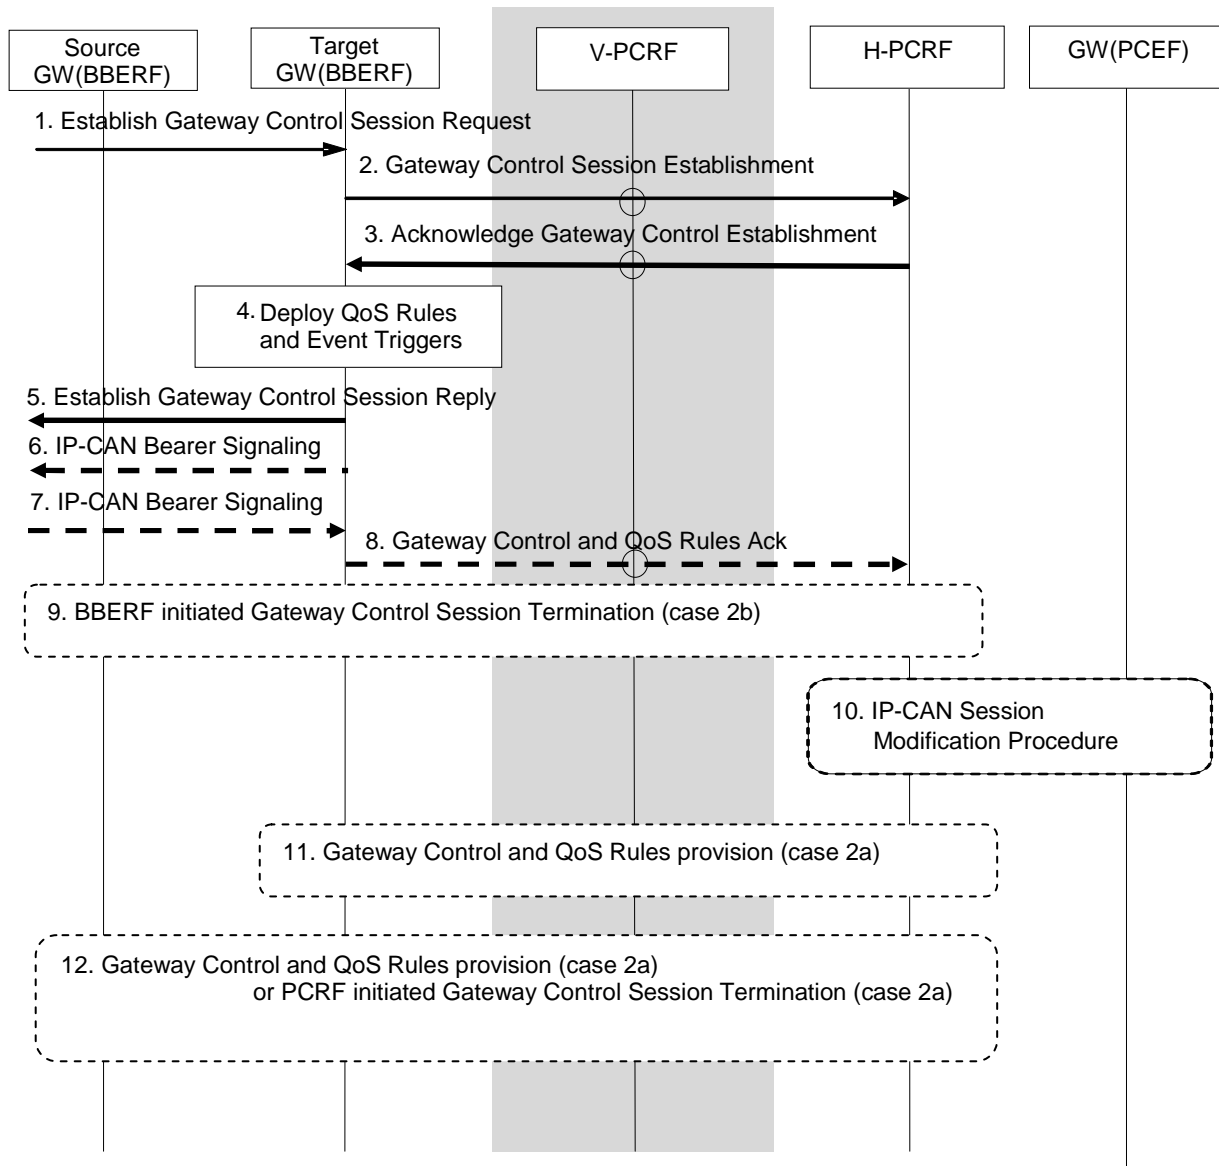 Source
GW(BBERF)
Target
GW(BBERF)
V-PCRF
H-PCRF
GW(PCEF)
1. Establish Gateway Control Session Request
2. Gateway Control Session Establishment
3. Acknowledge Gateway Control Establishment
4. Deploy QoS Rules
and Event Triggers
5. Establish Gateway Control Session Reply
6. IP-CAN Bearer Signaling
7. IP-CAN Bearer Signaling
8. Gateway Control and QoS Rules Ack
9. BBERF initiated Gateway Control Session Termination (case 2b)
10. IP-CAN Session
Modification Procedure
11. Gateway Control and QoS Rules provision (case 2a)
12. Gateway Control and QoS Rules provision (case 2a)
or PCRF initiated Gateway Control Session Termination (case 2a)